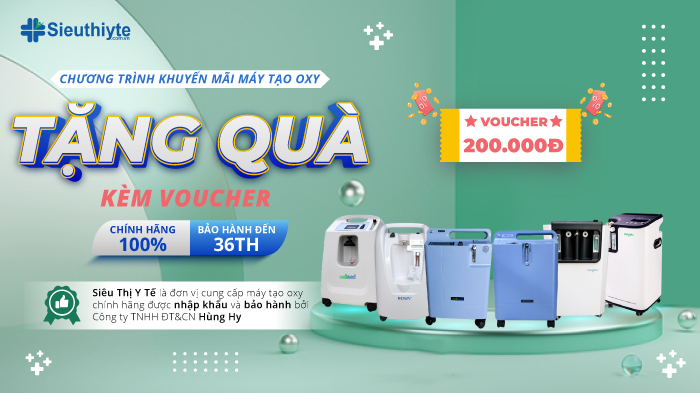 Sieuthiyte
.com.vn
CHƯƠNG TRÌNH KHUYẾN MÃI MÁY TẠO OXY
TẶNG QUÀ
KÈM VOUCHER
CHÍNH HÃNG
100%
BẢO HÀNH ĐẾN
36TH
VOUCHER
200.000Đ
Siêu Thị Y Tế là đơn vị cung cấp máy tạo oxy
chính hãng được nhập khẩu và bảo hành bởi
Công ty TNHH ĐT&CN Hùng Hy